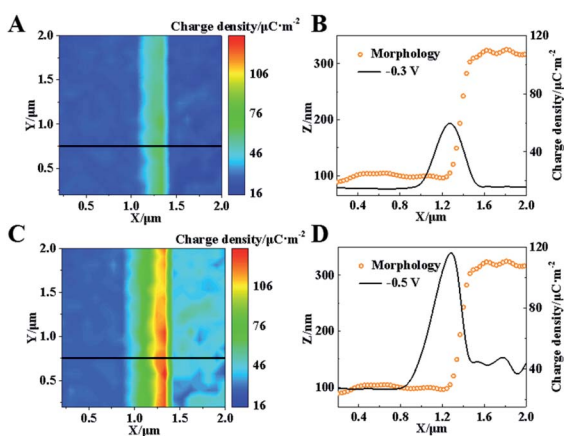 A
Charge density/μC·m⁻²
2.0
1.5
1.0
0.5
Y/μm
0.5 1.0 1.5 2.0
X/μm
106
76
46
16
B
Morphology
−0.3 V
300
200
100
Z/nm
120
80
40
Charge density/μC·m⁻²
0.4 0.8 1.2 1.6 2.0
X/μm
C
Charge density/μC·m⁻²
2.0
1.5
1.0
0.5
Y/μm
0.5 1.0 1.5 2.0
X/μm
106
76
46
16
D
Morphology
−0.5 V
300
200
100
Z/nm
120
80
40
Charge density/μC·m⁻²
0.4 0.8 1.2 1.6 2.0
X/μm